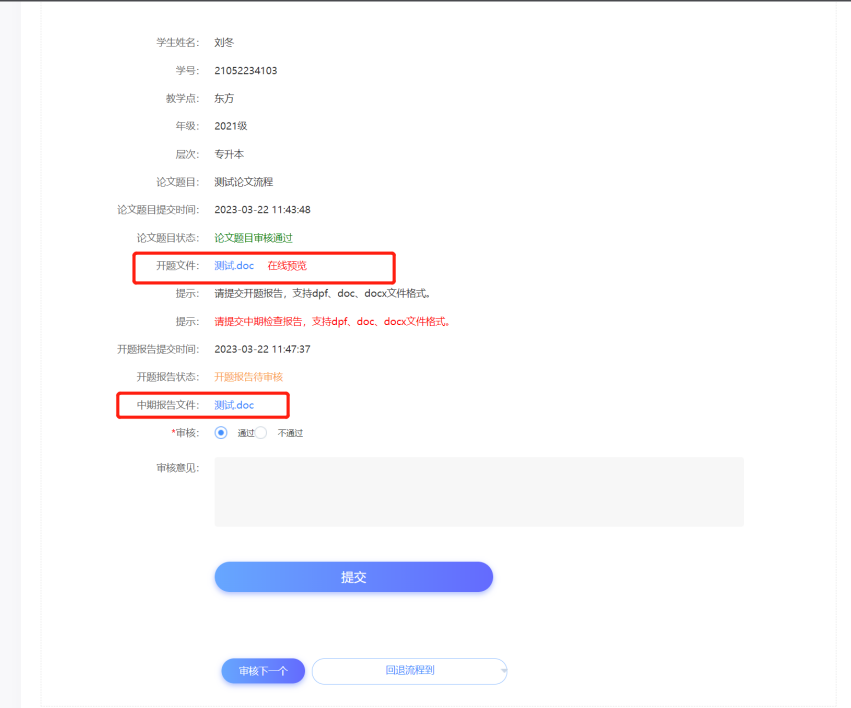 学生姓名： 刘冬
学号： 21052234103
教学点： 东方
年级： 2021级
层次： 专升本
论文题目： 测试论文流程
论文题目提交时间： 2023-03-22 11:43:48
论文题目状态： 论文题目审核通过
开题文件： 测试.doc 在线预览
提示： 请提交开题报告，支持dpf、doc、docx文件格式。
提示： 请提交中期检查报告，支持dpf、doc、docx文件格式。
开题报告提交时间： 2023-03-22 11:47:37
开题报告状态： 开题报告待审核
中期报告文件： 测试.doc
*审核： 通过 不通过
审核意见：
提交
审核下一个 回退流程到